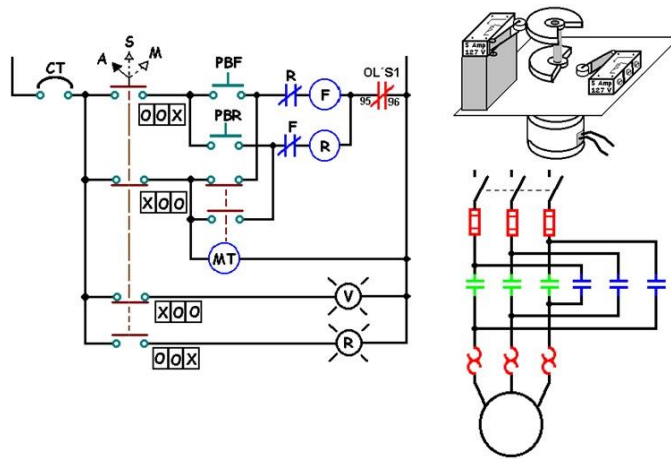 S
A M
CT
PBF
R
F
OL´S1
95 96
OOX
PBR
F
R
XOO
MT
XOO
V
OOX
R
5 Amp
127 V
5 Amp
127 V